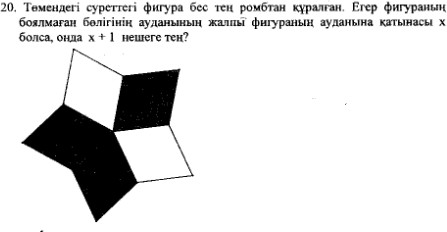 20. Төмендегі суреттегі фигура бес тең ромбтан құралған. Егер фигураның
боялмаған бөлігінің ауданының жалпы фигураның ауданына қатынасы x
болса, онда x + 1 нешеге тең?